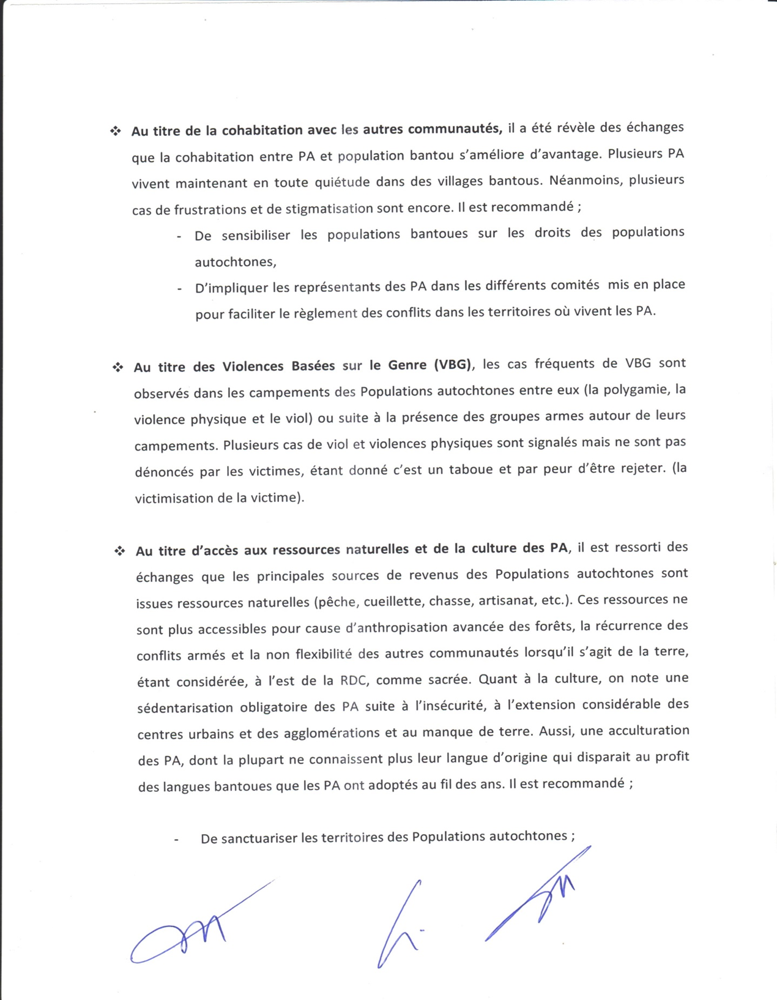 ❖ Au titre de la cohabitation avec les autres communautés, il a été révèle des échanges
que la cohabitation entre PA et population bantou s'améliore d'avantage. Plusieurs PA
vivent maintenant en toute quiétude dans des villages bantous. Néanmoins, plusieurs
cas de frustrations et de stigmatisation sont encore. Il est recommandé ;
- De sensibiliser les populations bantoues sur les droits des populations
autochtones,
- D'impliquer les représentants des PA dans les différents comités mis en place
pour faciliter le règlement des conflits dans les territoires où vivent les PA.
❖ Au titre des Violences Basées sur le Genre (VBG), les cas fréquents de VBG sont
observés dans les campements des Populations autochtones entre eux (la polygamie, la
violence physique et le viol) ou suite à la présence des groupes armes autour de leurs
campements. Plusieurs cas de viol et violences physiques sont signalés mais ne sont pas
dénoncés par les victimes, étant donné c'est un taboue et par peur d'être rejeter. (la
victimisation de la victime).
❖ Au titre d'accès aux ressources naturelles et de la culture des PA, il est ressorti des
échanges que les principales sources de revenus des Populations autochtones sont
issues ressources naturelles (pêche, cueillette, chasse, artisanat, etc.). Ces ressources ne
sont plus accessibles pour cause d'anthropisation avancée des forêts, la récurrence des
conflits armés et la non flexibilité des autres communautés lorsqu'il s'agit de la terre,
étant considérée, à l'est de la RDC, comme sacrée. Quant à la culture, on note une
sédentarisation obligatoire des PA suite à l'insécurité, à l'extension considérable des
centres urbains et des agglomérations et au manque de terre. Aussi, une acculturation
des PA, dont la plupart ne connaissent plus leur langue d'origine qui disparait au profit
des langues bantoues que les PA ont adoptés au fil des ans. Il est recommandé ;
- De sanctuariser les territoires des Populations autochtones ;